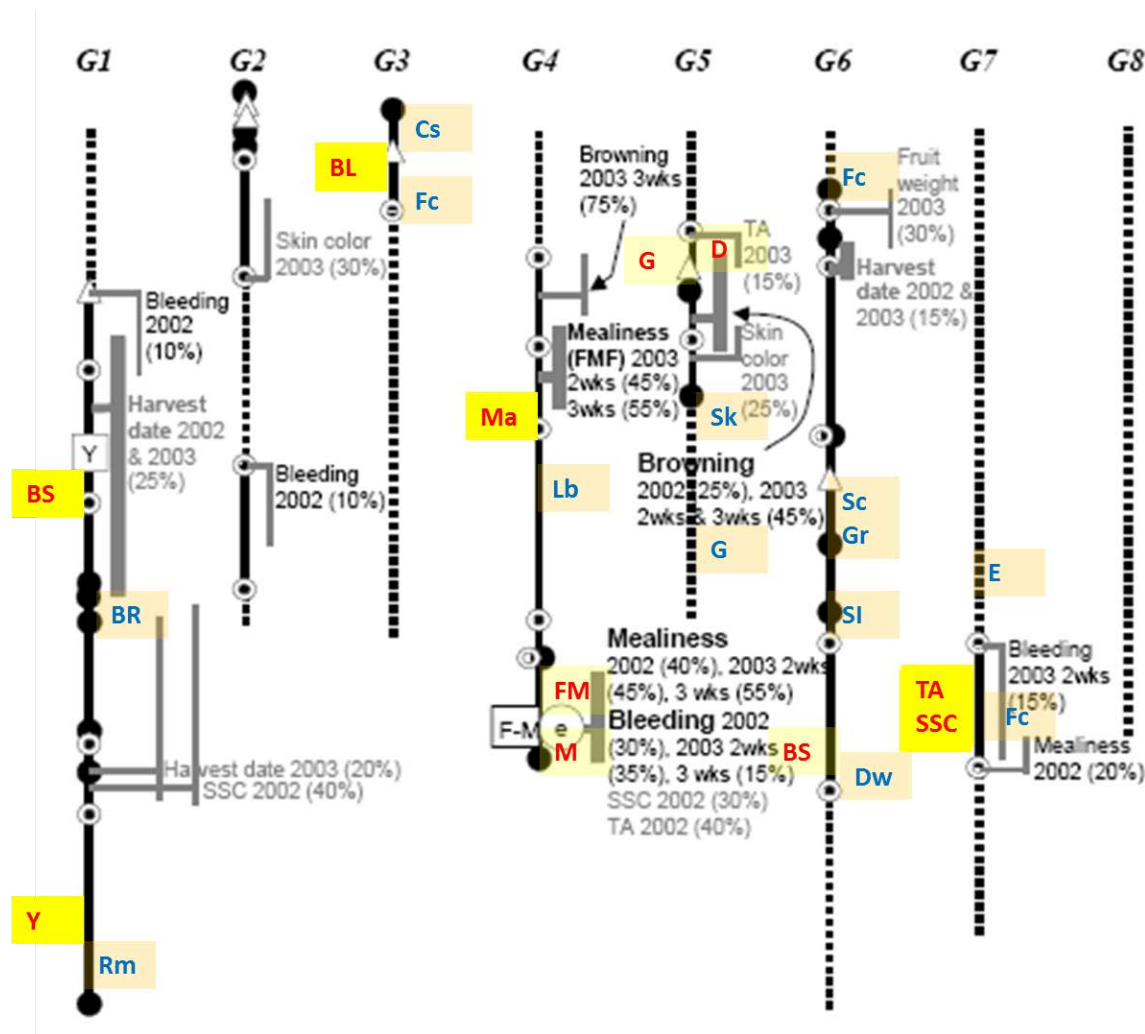 G1 G2 G3 G4 G5 G6 G7 G8
Cs
BL
Fc
Browning
2003 3wks
(75%)
Fc
Fruit
weight
2003
(30%)
G
D
TA
2003
(15%)
Skin color
2003 (30%)
Harvest
date 2002 &
2003 (15%)
Bleeding
2002
(10%)
Mealiness
(FMF) 2003
2wks (45%)
3wks (55%)
Skin
color
2003
(25%)
Harvest
date 2002
& 2003
(25%)
Y
Ma
Sk
BS
Bleeding
2002 (10%)
Lb
Browning
2002 (25%), 2003
2wks & 3wks (45%)
Sc
Gr
G
E
BR
SI
Mealiness
2002 (40%), 2003 2wks
(45%), 3 wks (55%)
Bleeding 2002
(30%), 2003 2wks
(35%), 3 wks (15%)
SSC 2002 (30%)
TA 2002 (40%)
FM
F-M e
M
BS
Dw
Bleeding
2003 2wks
(15%)
TA
SSC
Fc
Mealiness
2002 (20%)
Harvest date 2003 (20%)
SSC 2002 (40%)
Y
Rm